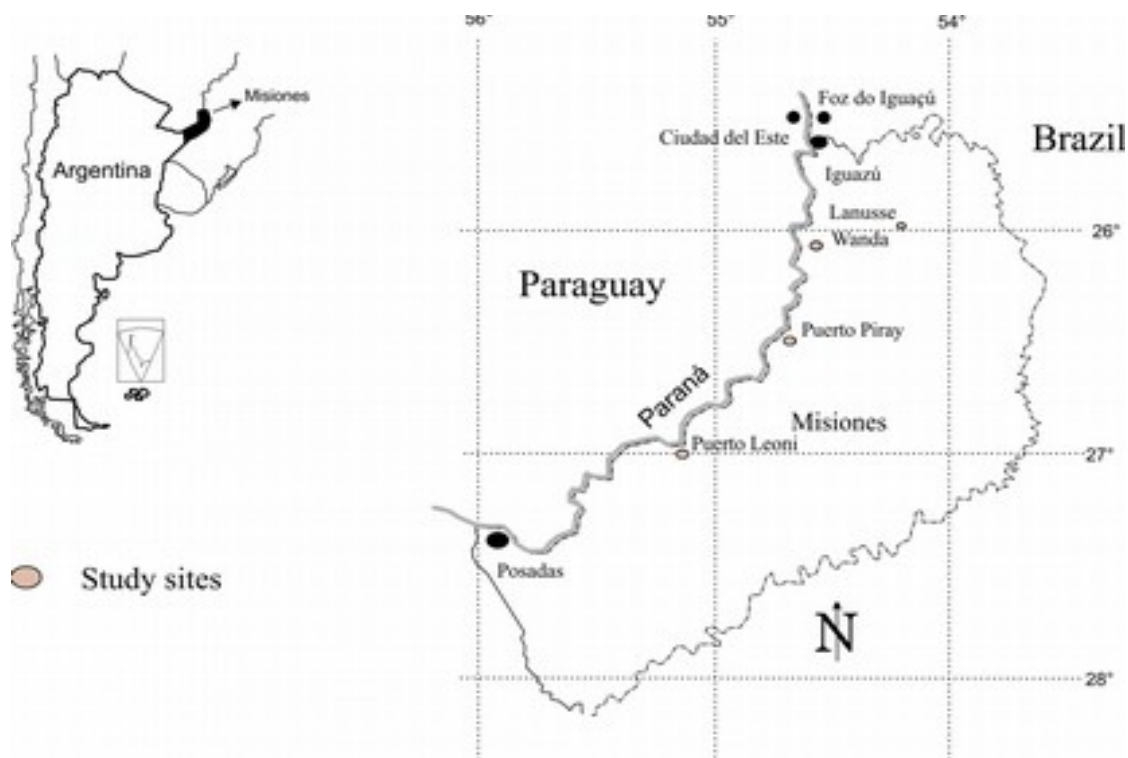 56°
55°
54°
Misiones
Argentina
Foz do Iguaçú
Ciudad del Este
Brazil
Iguazú
Lanusse
Wanda
26°
Paraguay
Puerto Piray
Paraná
Misiones
Puerto Leoni
27°
Posadas
Study sites
N
28°